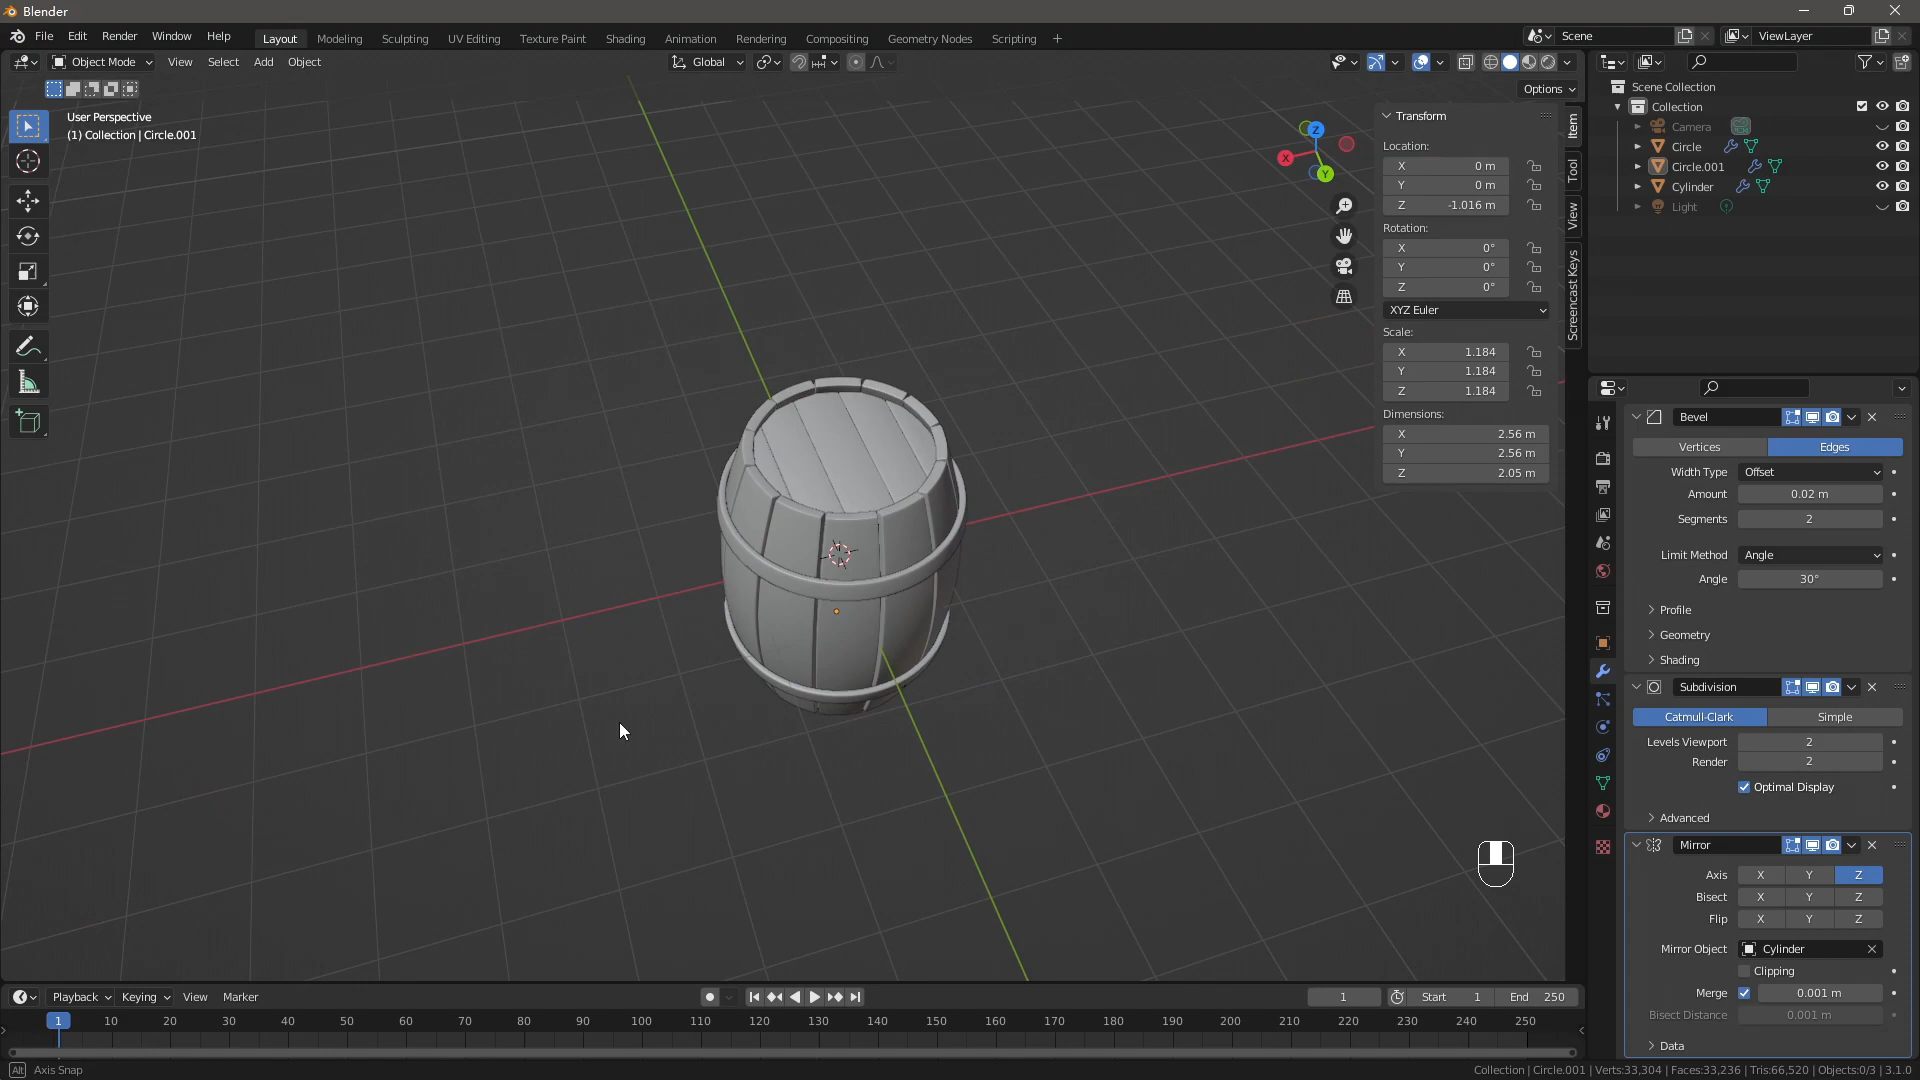 Blender
File Edit Render Window Help Layout Modeling Sculpting UV Editing Texture Paint Shading Animation Rendering Compositing Geometry Nodes Scripting + Scene ViewLayer
Object Mode View Select Add Object Global
Options
User Perspective
(1) Collection | Circle.001
Transform
Location:
X 0 m
Y 0 m
Z -1.016 m
Rotation:
X 0°
Y 0°
Z 0°
XYZ Euler
Scale:
X 1.184
Y 1.184
Z 1.184
Dimensions:
X 2.56 m
Y 2.56 m
Z 2.05 m
Item
Tool
View
Screencast Keys
Z
X
Y
Scene Collection
Collection
Camera
Circle
Circle.001
Cylinder
Light
Bevel
Vertices Edges
Width Type Offset
Amount 0.02 m
Segments 2
Limit Method Angle
Angle 30°
Profile
Geometry
Shading
Subdivision
Catmull-Clark Simple
Levels Viewport 2
Render 2
Optimal Display
Advanced
Mirror
Axis X Y Z
Bisect X Y Z
Flip X Y Z
Mirror Object Cylinder
Clipping
Merge 0.001 m
Bisect Distance 0.001 m
Data
Playback Keying View Marker 1 Start 1 End 250
1 10 20 30 40 50 60 70 80 90 100 110 120 130 140 150 160 170 180 190 200 210 220 230 240 250
Alt Axis Snap
Collection | Circle.001 | Verts:33,304 | Faces:33,236 | Tris:66,520 | Objects:0/3 | 3.1.0